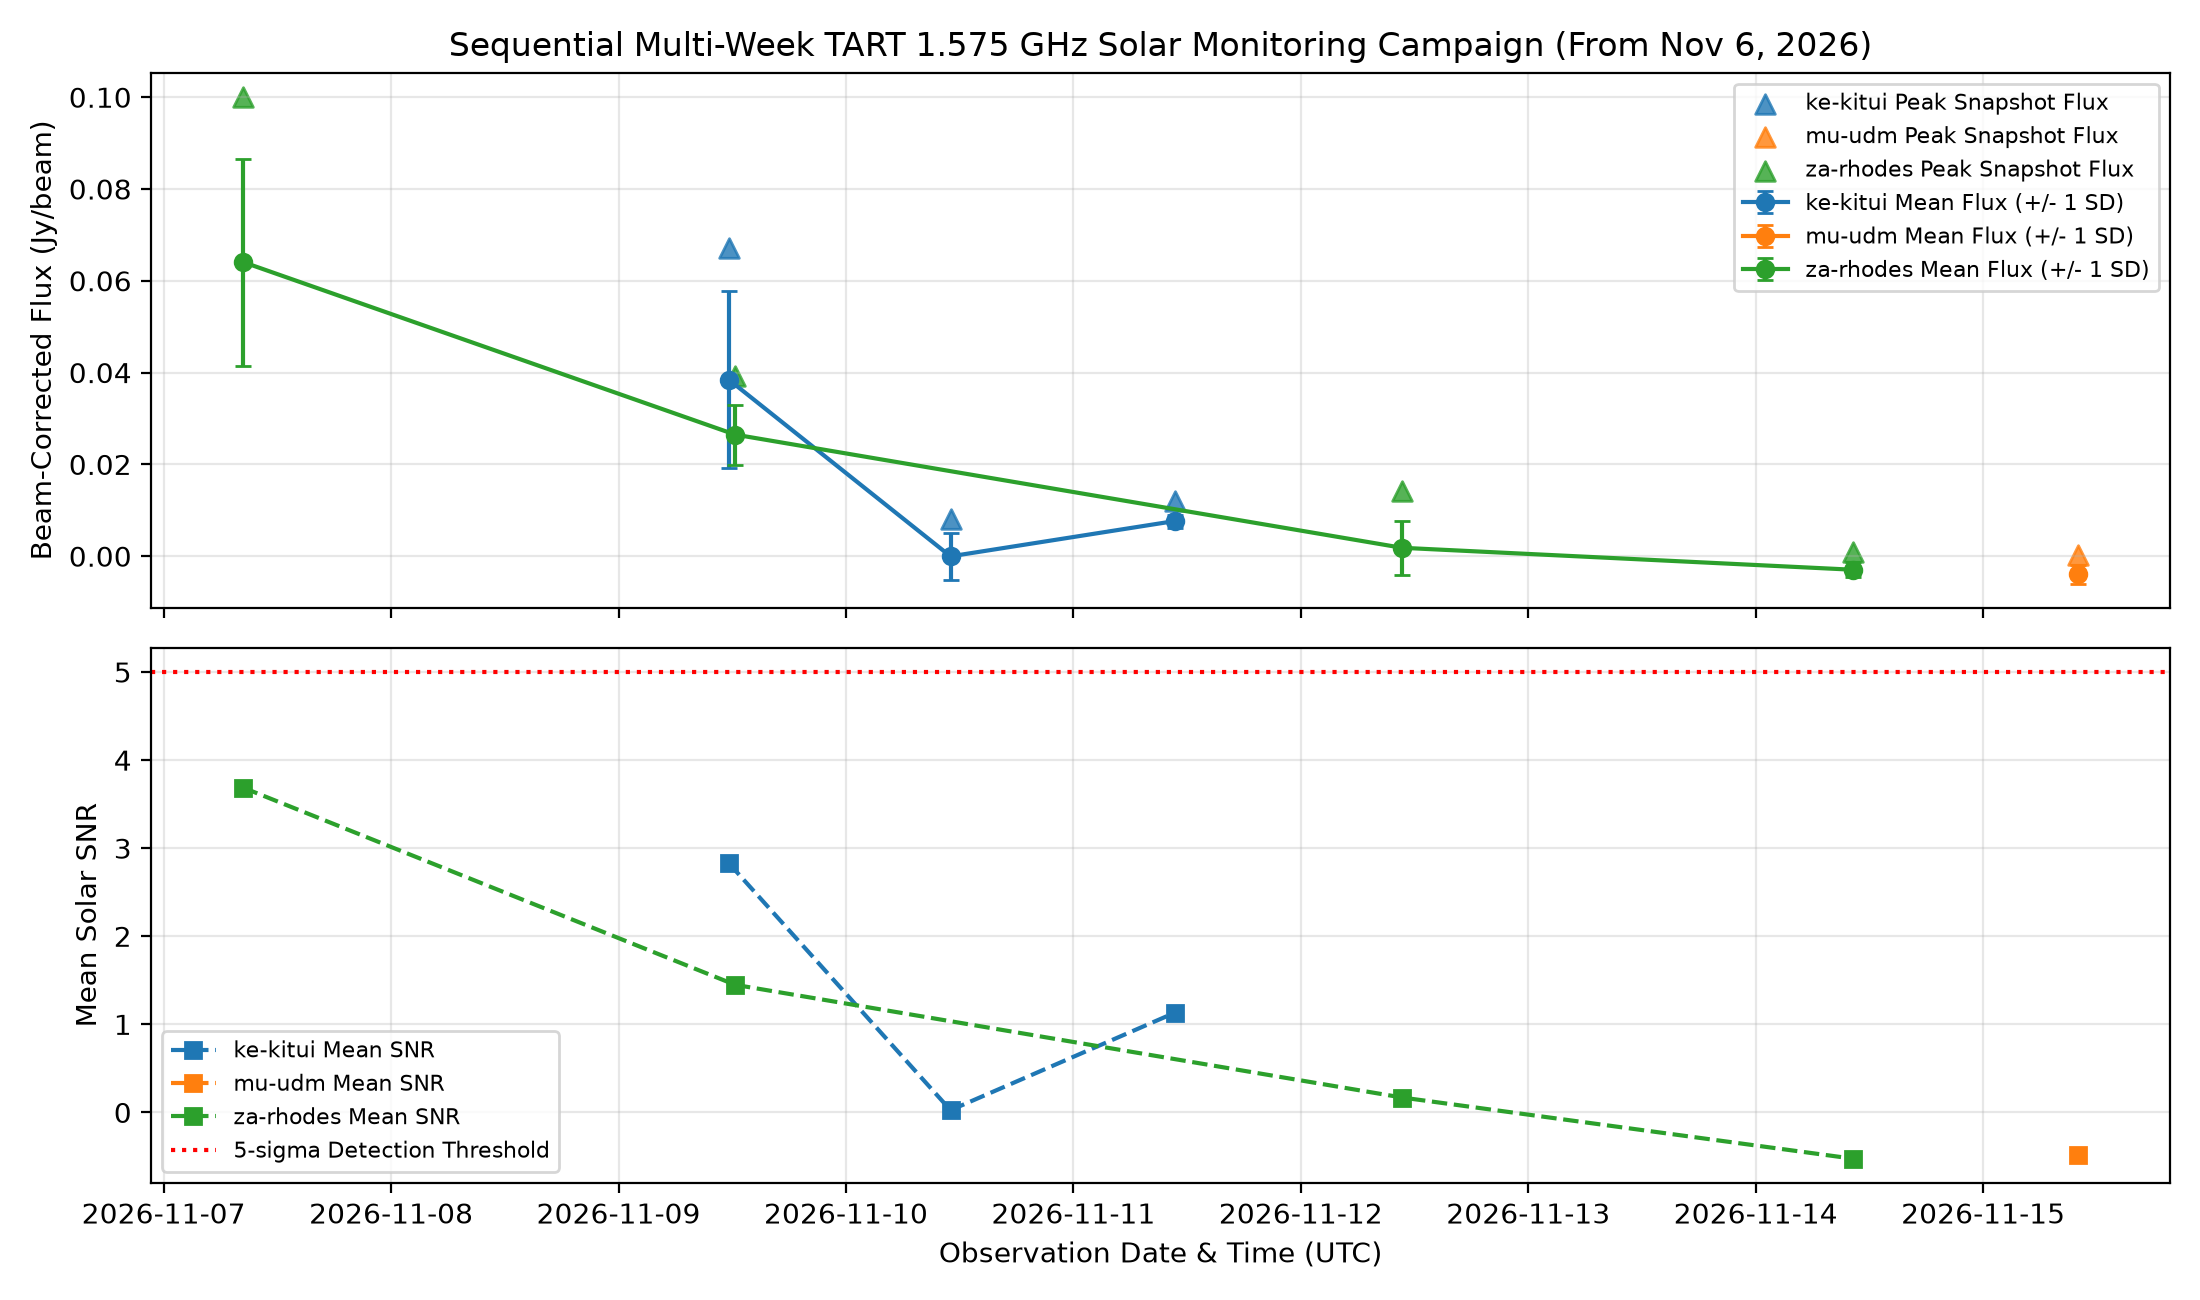 Sequential Multi-Week TART 1.575 GHz Solar Monitoring Campaign (From Nov 6, 2026)
Beam-Corrected Flux (Jy/beam)
0.10
0.08
0.06
0.04
0.02
0.00
ke-kitui Peak Snapshot Flux
mu-udm Peak Snapshot Flux
za-rhodes Peak Snapshot Flux
ke-kitui Mean Flux (+/- 1 SD)
mu-udm Mean Flux (+/- 1 SD)
za-rhodes Mean Flux (+/- 1 SD)
Mean Solar SNR
5
4
3
2
1
0
ke-kitui Mean SNR
mu-udm Mean SNR
za-rhodes Mean SNR
5-sigma Detection Threshold
2026-11-07 2026-11-08 2026-11-09 2026-11-10 2026-11-11 2026-11-12 2026-11-13 2026-11-14 2026-11-15
Observation Date & Time (UTC)